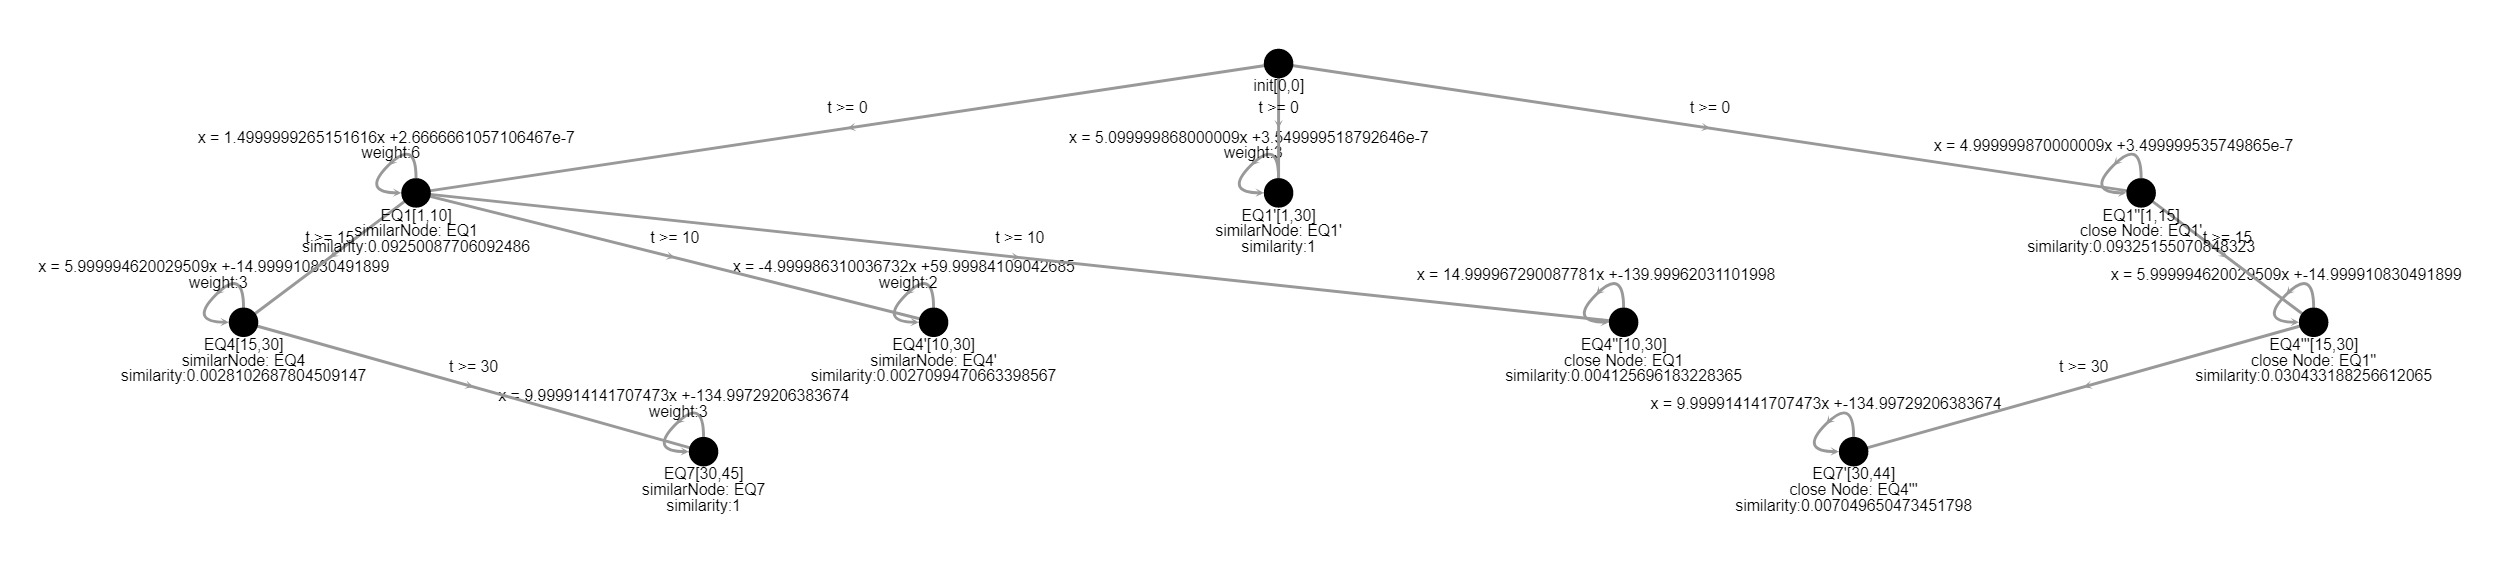 init[0,0]
t >= 0
t >= 0
t >= 0
x = 1.4999999265151616x +2.6666661057106467e-7
weight:6
x = 5.099999868000009x +3.549999518792646e-7
weight:3
x = 4.999999870000009x +3.499999535749865e-7
EQ1[1,10]
similarNode: EQ1
similarity:0.09250087706092486
EQ1'[1,30]
similarNode: EQ1'
similarity:1
EQ1''[1,15]
close Node: EQ1'
similarity:0.09325155070848323
t >= 15
t >= 10
t >= 10
t >= 15
x = 5.999994620029509x +-14.999910830491899
weight:3
x = -4.999986310036732x +59.99984109042685
weight:2
x = 14.999967290087781x +-139.99962031101998
x = 5.999994620029509x +-14.999910830491899
EQ4[15,30]
similarNode: EQ4
similarity:0.0028102687804509147
EQ4'[10,30]
similarNode: EQ4'
similarity:0.0027099470663398567
EQ4''[10,30]
close Node: EQ1
similarity:0.004125696183228365
EQ4'''[15,30]
close Node: EQ1''
similarity:0.030433188256612065
t >= 30
t >= 30
x = 9.999914141707473x +-134.99729206383674
weight:3
x = 9.999914141707473x +-134.99729206383674
EQ7[30,45]
similarNode: EQ7
similarity:1
EQ7'[30,44]
close Node: EQ4'''
similarity:0.007049650473451798